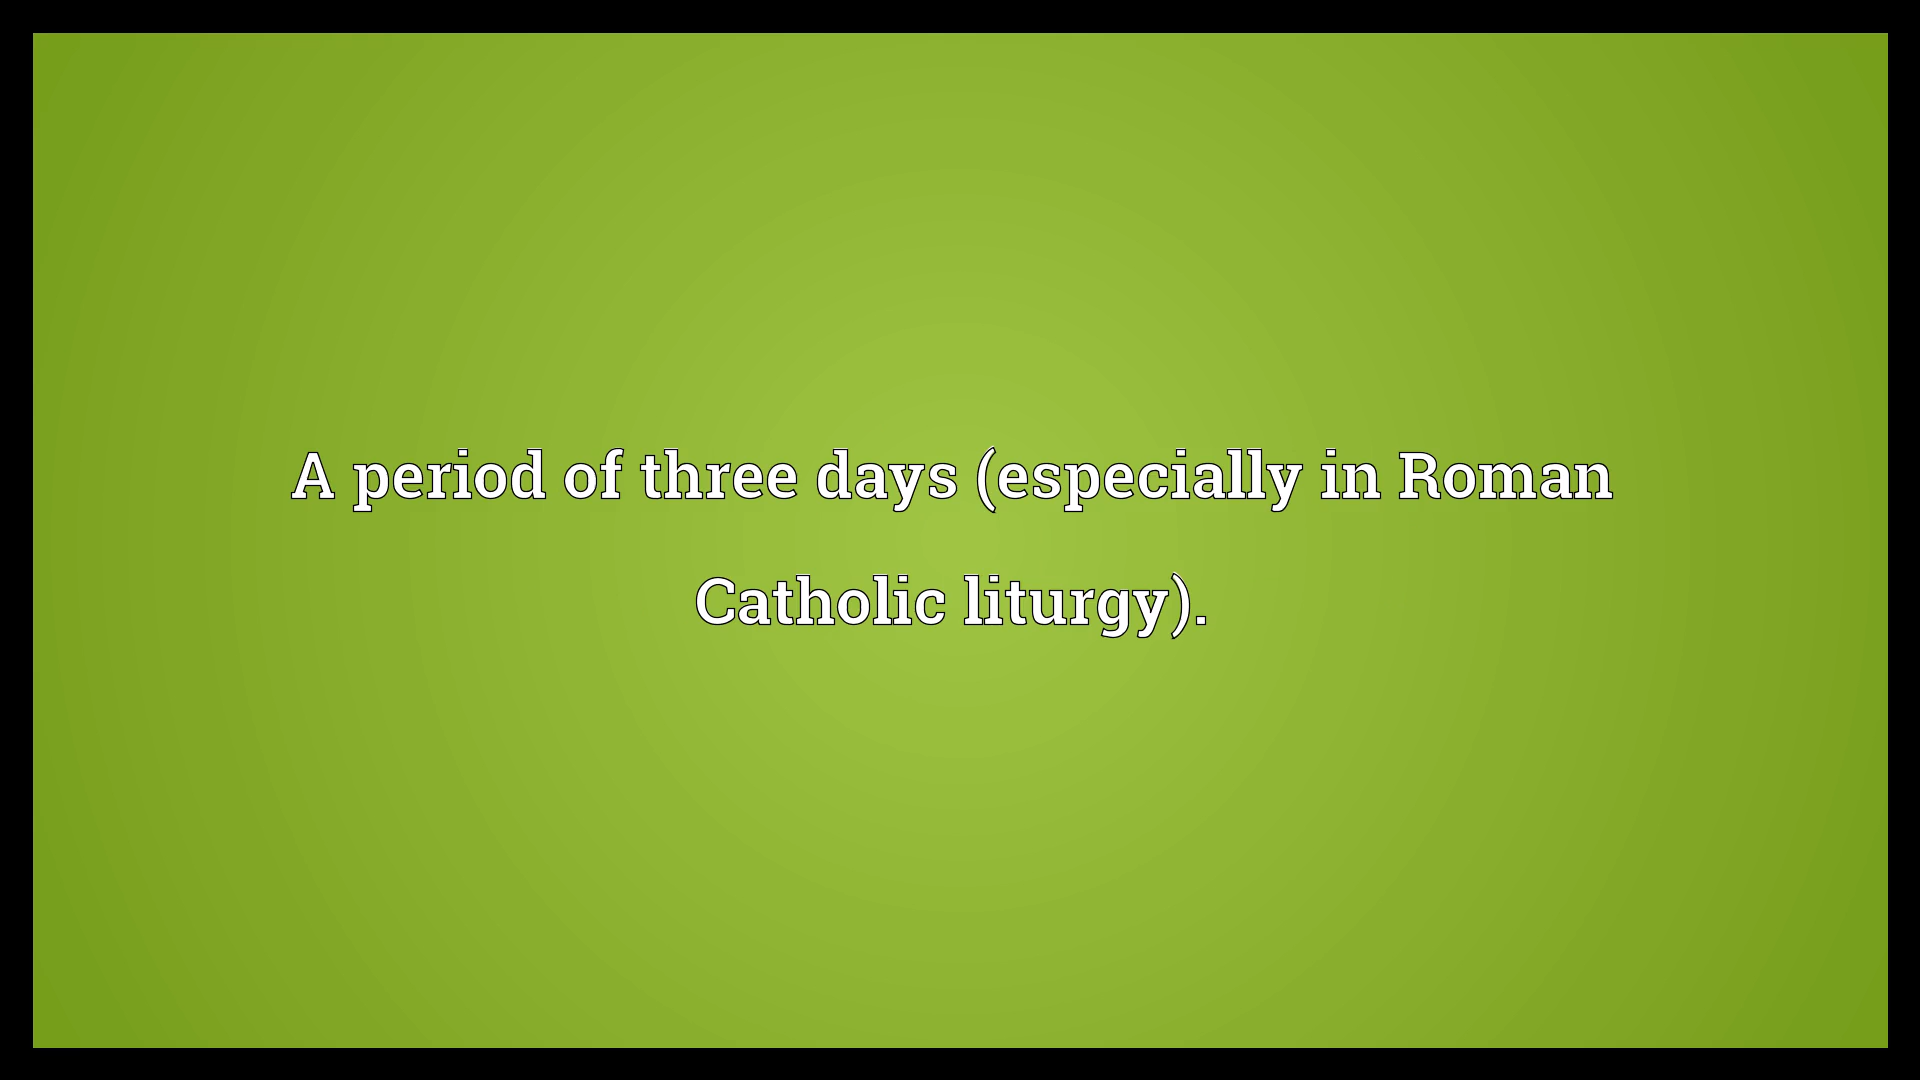 A period of three days (especially in Roman
Catholic liturgy).